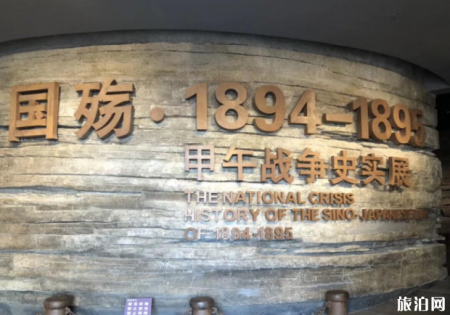 国殇·1894-1895
甲午战争史实展
THE NATIONAL CRISIS
HISTORY OF THE SINO-JAPANESE
OF 1894-1895
旅泊网